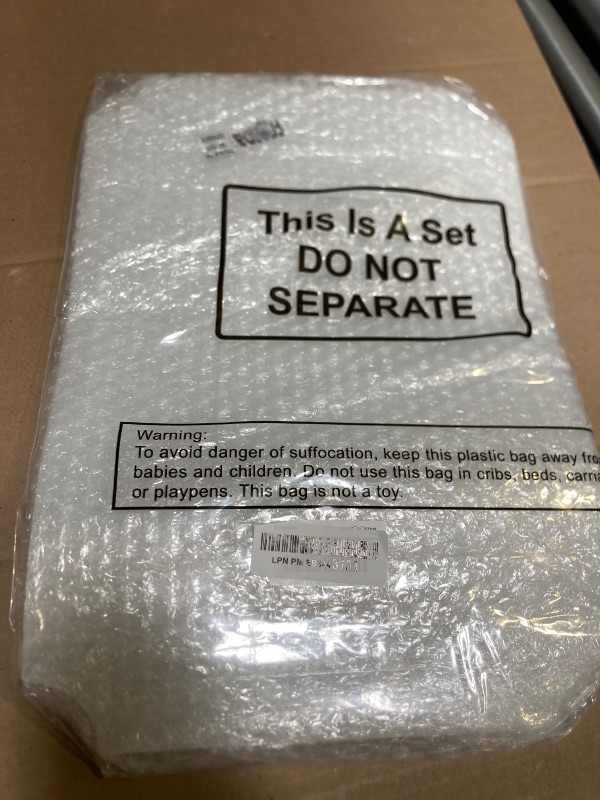 This Is A Set
DO NOT
SEPARATE
Warning:
To avoid danger of suffocation, keep this plastic bag away fro
babies and children. Do not use this bag in cribs, beds, carria
or playpens. This bag is not a toy.
LPN PM